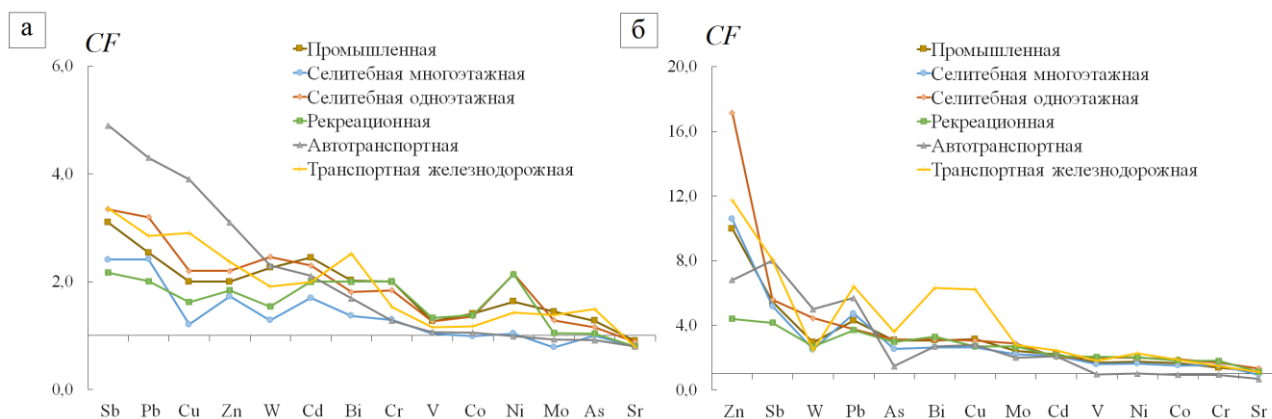 а
CF
6,0
4,0
2,0
0,0
Промышленная
Селитебная многоэтажная
Селитебная одноэтажная
Рекреационная
Автотранспортная
Транспортная железнодорожная
Sb Pb Cu Zn W Cd Bi Cr V Co Ni Mo As Sr
б
CF
20,0
16,0
12,0
8,0
4,0
0,0
Промышленная
Селитебная многоэтажная
Селитебная одноэтажная
Рекреационная
Автотранспортная
Транспортная железнодорожная
Zn Sb W Pb As Bi Cu Mo Cd V Ni Co Cr Sr